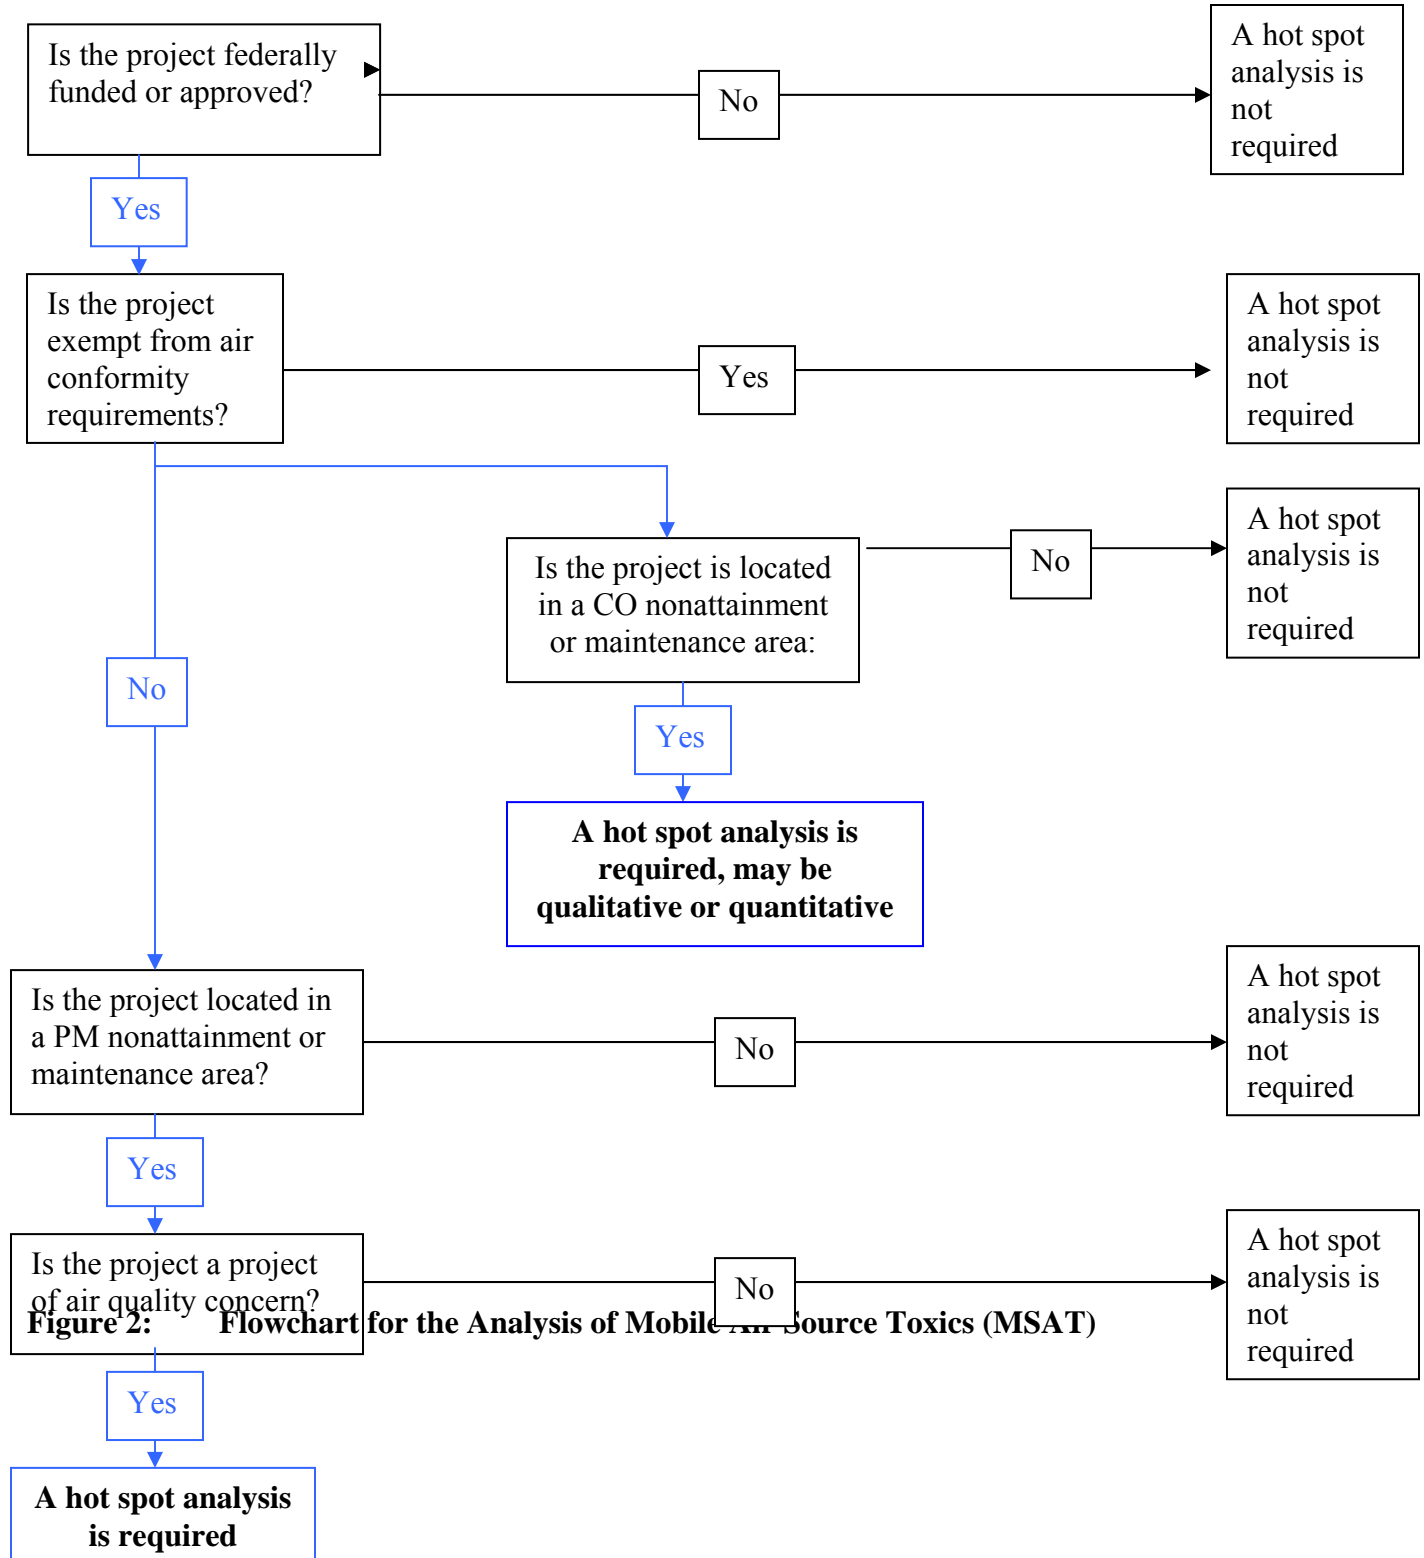 Is the project federally
funded or approved?
No
A hot spot
analysis is
not
required
Yes
Is the project
exempt from air
conformity
requirements?
Yes
A hot spot
analysis is
not
required
Is the project is located
in a CO nonattainment
or maintenance area:
No
A hot spot
analysis is
not
required
No
Yes
A hot spot analysis is
required, may be
qualitative or quantitative
Is the project located in
a PM nonattainment or
maintenance area?
No
A hot spot
analysis is
not
required
Yes
Is the project a project
of air quality concern?
No
A hot spot
analysis is
not
required
Figure 2: Flowchart for the Analysis of Mobile Air Source Toxics (MSAT)
Yes
A hot spot analysis
is required